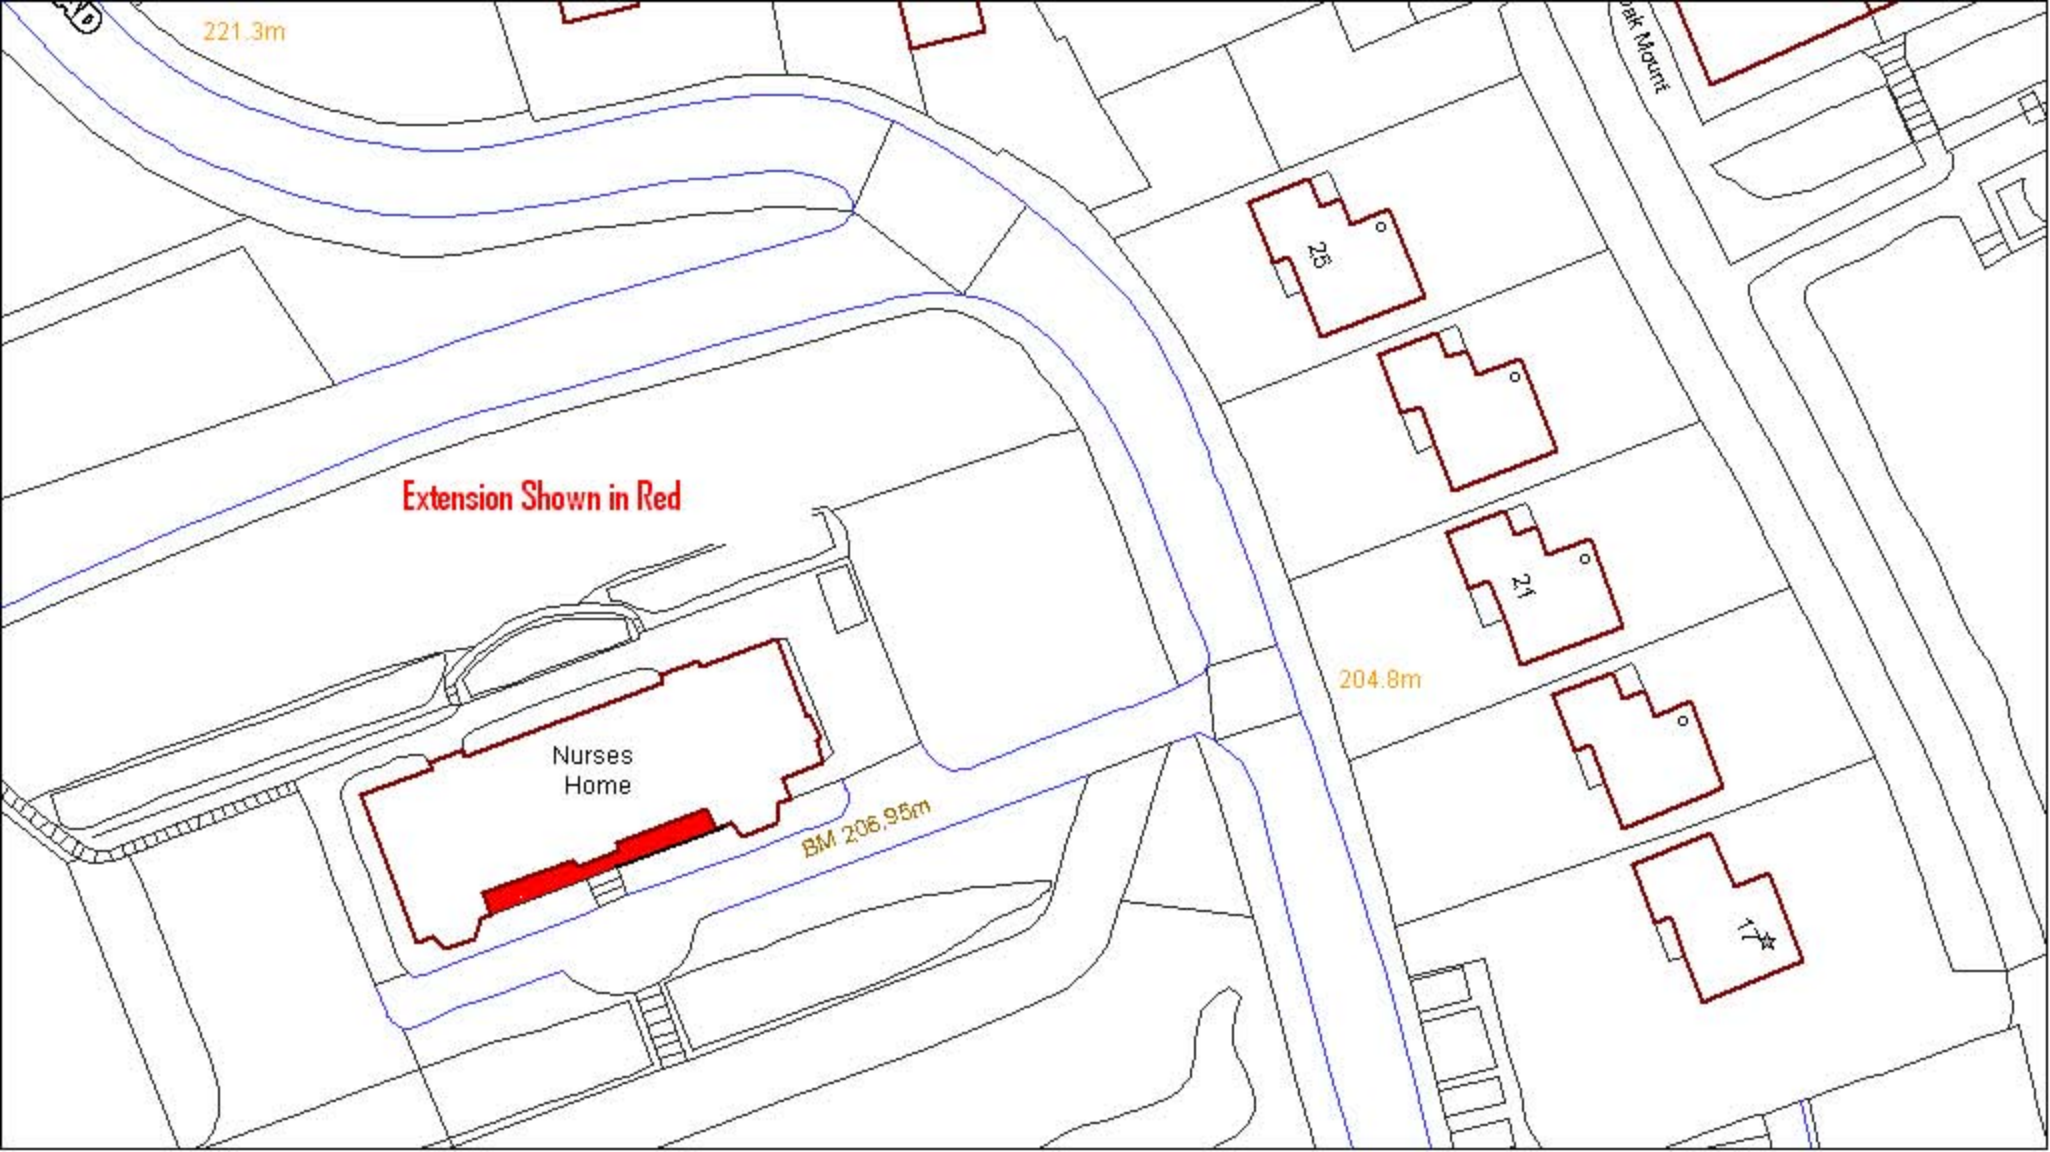 221.3m
oak Mount
25
Extension Shown in Red
21
204.8m
Nurses
Home
BM 206.95m
17